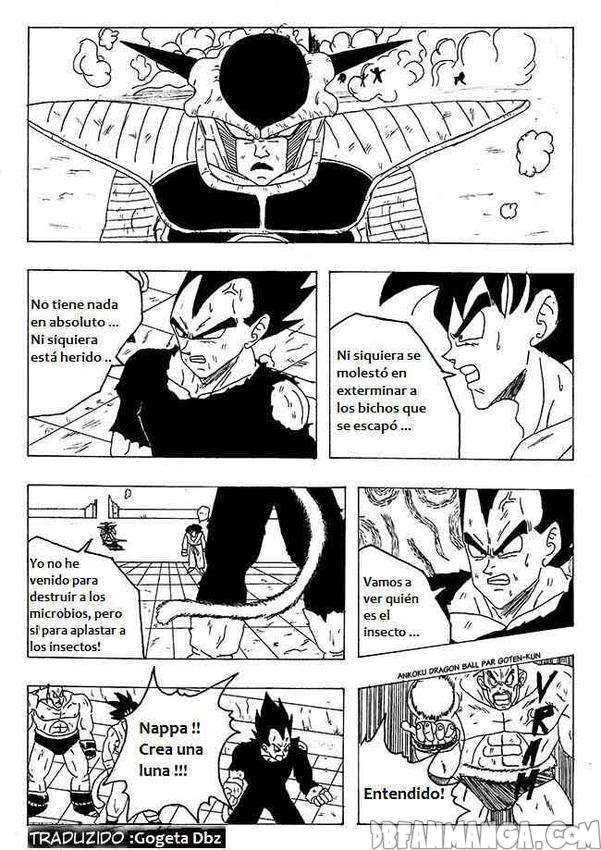 No tiene nada
en absoluto ...
Ni siquiera
está herido ..
Ni siquiera se
molestó en
exterminar a
los bichos que
se escapó ...
Yo no he
venido para
destruir a los
microbios, pero
si para aplastar a
los insectos!
Vamos a
ver quién
es el
insecto ...
ANKOKU DRAGON BALL PAR GOTEN-KUN
Nappa !!
Crea una
luna !!!
VRAM
Entendido!
TRADUZIDO :Gogeta Dbz
DBFANMANGA.COM